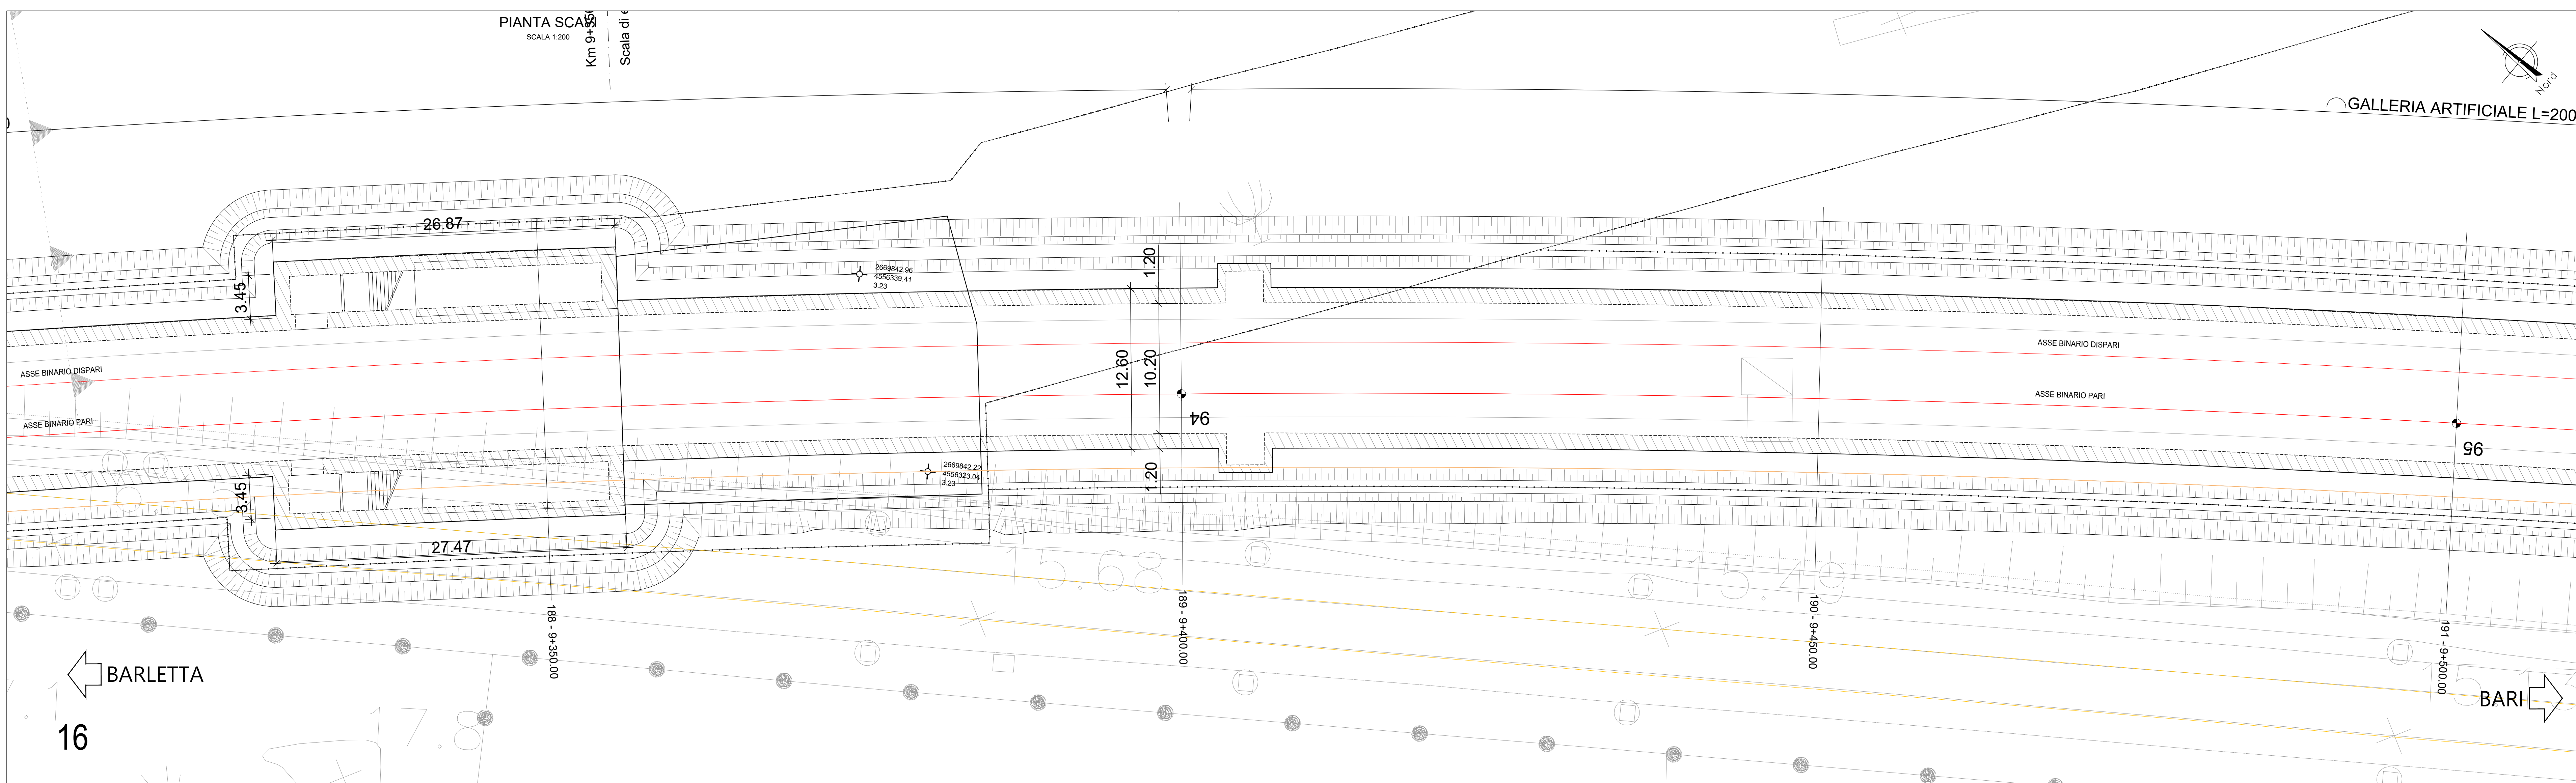 PIANTA SCAVI
SCALA 1:200
Scala di e
Nord
GALLERIA ARTIFICIALE L=200
26.87
3.45
2669842.96
4556339.41
3.23
1.20
12.60
10.20
1.20
ASSE BINARIO DISPARI
ASSE BINARIO DISPARI
ASSE BINARIO PARI
ASSE BINARIO PARI
94
95
2669842.22
4556323.04
3.23
3.45
27.47
15.68
15.49
188 - 9+350.00
189 - 9+400.00
190 - 9+450.00
191 - 9+500.00
BARLETTA
BARI
16
17.8